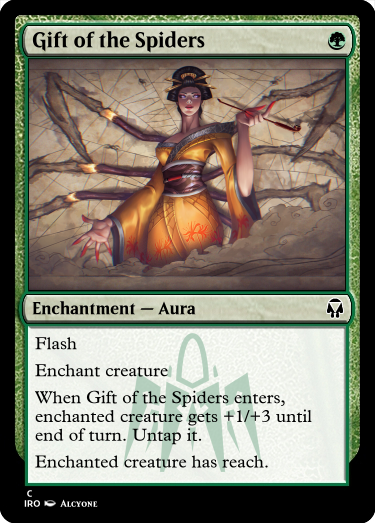 Gift of the Spiders
Enchantment — Aura
Flash
Enchant creature
When Gift of the Spiders enters,
enchanted creature gets +1/+3 until
end of turn. Untap it.
Enchanted creature has reach.
C
IRO Alcyone